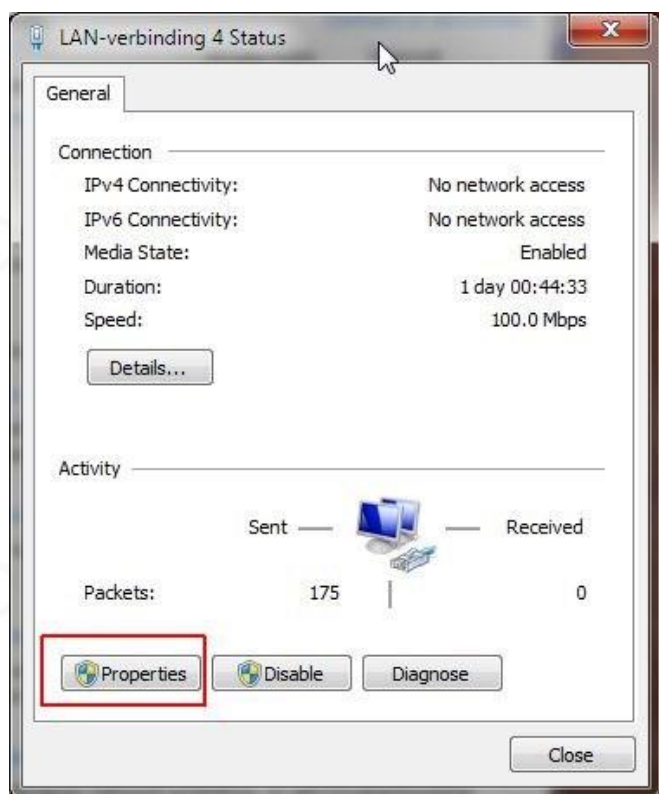 LAN-verbinding 4 Status
General
Connection
IPv4 Connectivity: No network access
IPv6 Connectivity: No network access
Media State: Enabled
Duration: 1 day 00:44:33
Speed: 100.0 Mbps
Details...
Activity
Sent Received
Packets: 175 0
Properties Disable Diagnose
Close